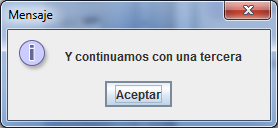 Mensaje
Y continuamos con una tercera
Aceptar